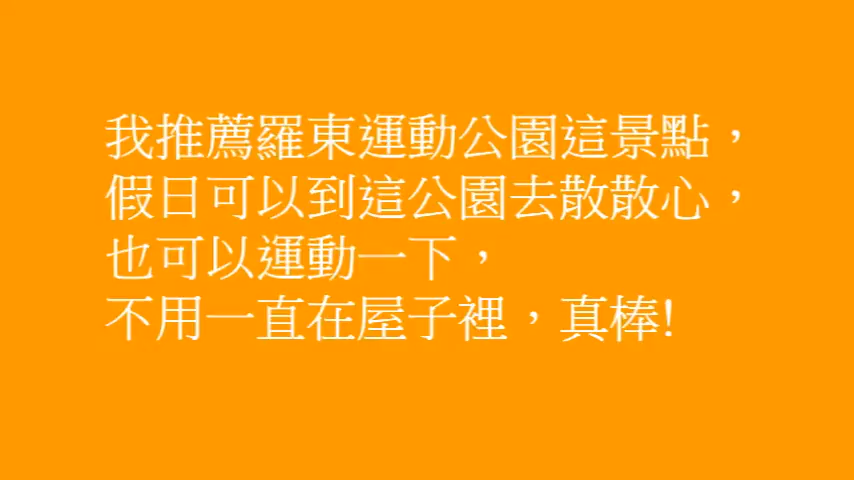 我推薦羅東運動公園這景點，
假日可以到這公園去散散心，
也可以運動一下，
不用一直在屋子裡，真棒!